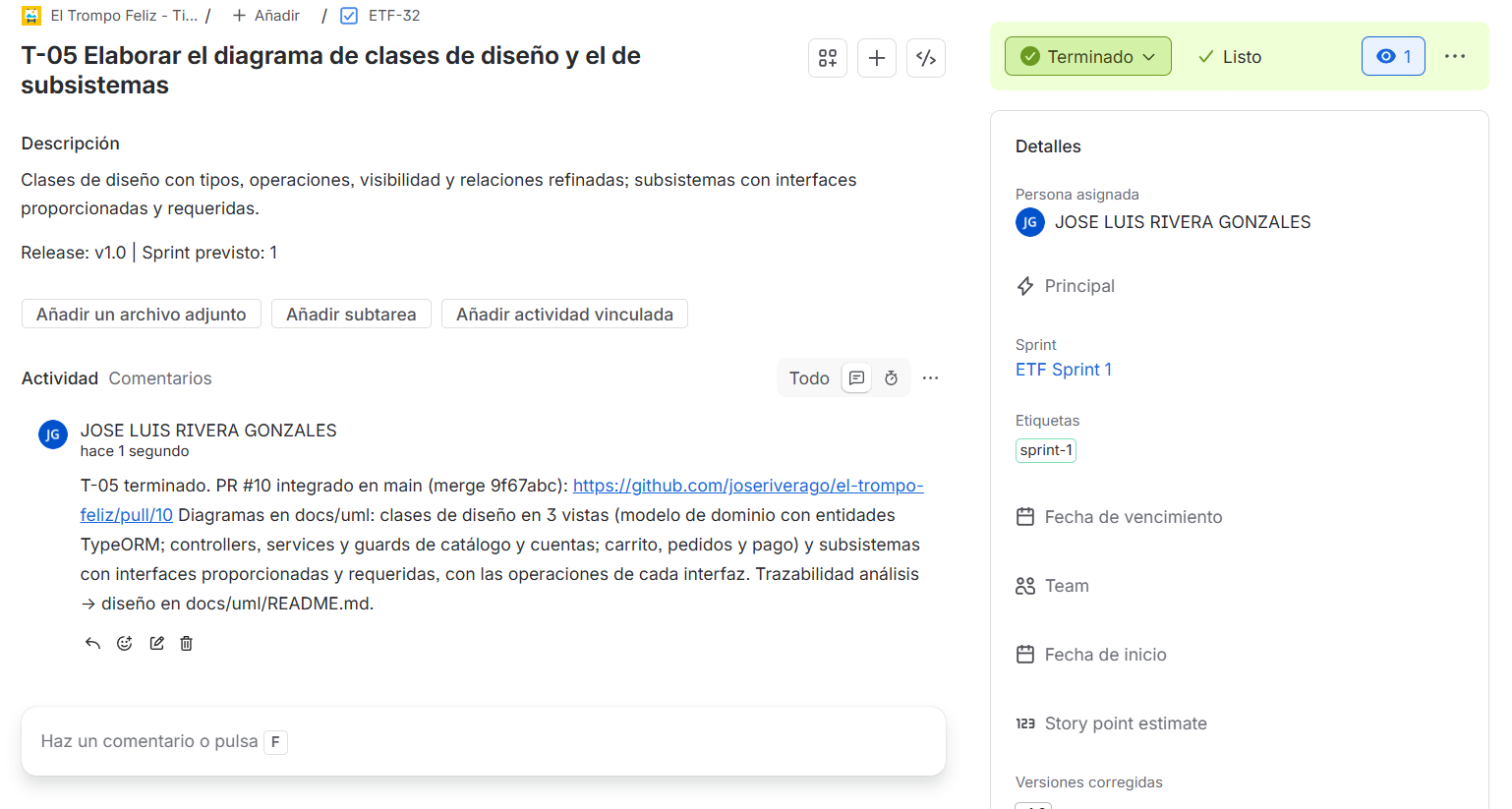 El Trompo Feliz - Ti... / + Añadir / ETF-32
T-05 Elaborar el diagrama de clases de diseño y el de
subsistemas
Descripción
Clases de diseño con tipos, operaciones, visibilidad y relaciones refinadas; subsistemas con interfaces
proporcionadas y requeridas.
Release: v1.0 | Sprint previsto: 1
Añadir un archivo adjunto Añadir subtarea Añadir actividad vinculada
Actividad Comentarios Todo
JG JOSE LUIS RIVERA GONZALES
hace 1 segundo
T-05 terminado. PR #10 integrado en main (merge 9f67abc): https://github.com/joseriverago/el-trompo-
feliz/pull/10 Diagramas en docs/uml: clases de diseño en 3 vistas (modelo de dominio con entidades
TypeORM; controllers, services y guards de catálogo y cuentas; carrito, pedidos y pago) y subsistemas
con interfaces proporcionadas y requeridas, con las operaciones de cada interfaz. Trazabilidad análisis
→ diseño en docs/uml/README.md.
Haz un comentario o pulsa F
Terminado Listo 1
Detalles
Persona asignada
JG JOSE LUIS RIVERA GONZALES
Principal
Sprint
ETF Sprint 1
Etiquetas
sprint-1
Fecha de vencimiento
Team
Fecha de inicio
123 Story point estimate
Versiones corregidas